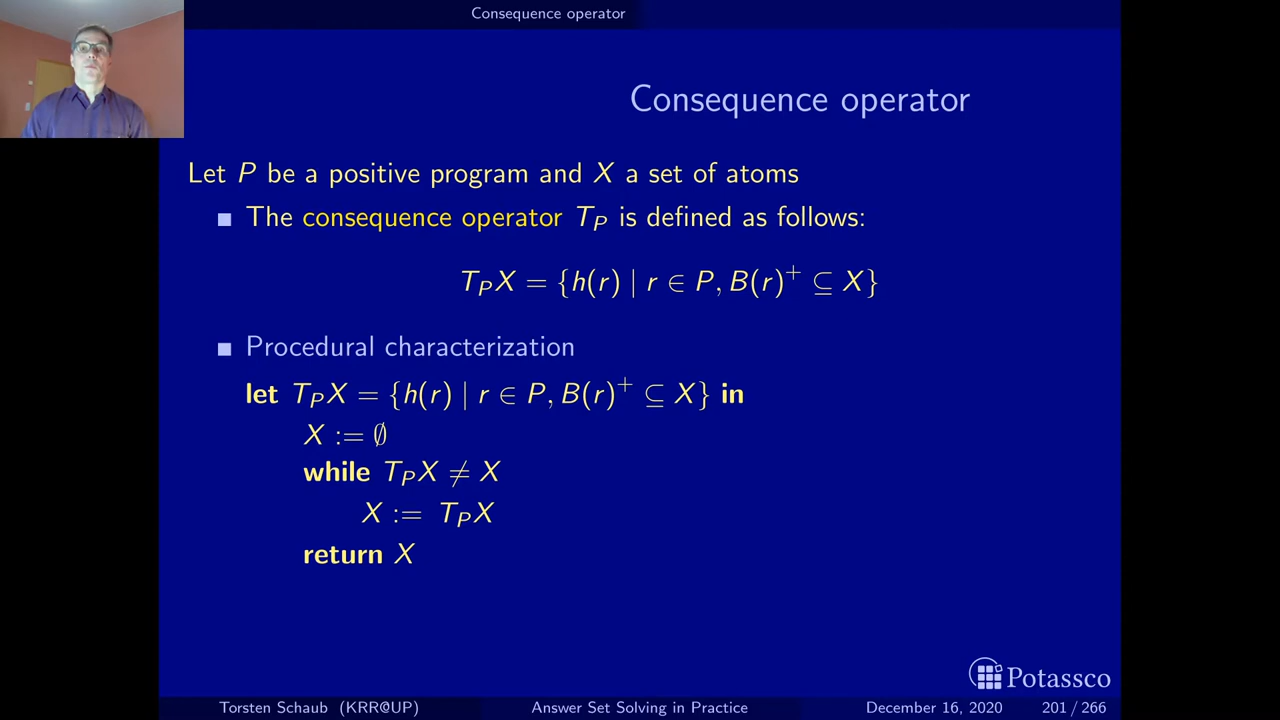 Consequence operator
Consequence operator
Let P be a positive program and X a set of atoms
■ The consequence operator T_P is defined as follows:
T_P X = {h(r) | r ∈ P, B(r)⁺ ⊆ X}
■ Procedural characterization
let T_P X = {h(r) | r ∈ P, B(r)⁺ ⊆ X} in
X := ∅
while T_P X ≠ X
X := T_P X
return X
Potassco
Torsten Schaub (KRR@UP) Answer Set Solving in Practice December 16, 2020 201 / 266